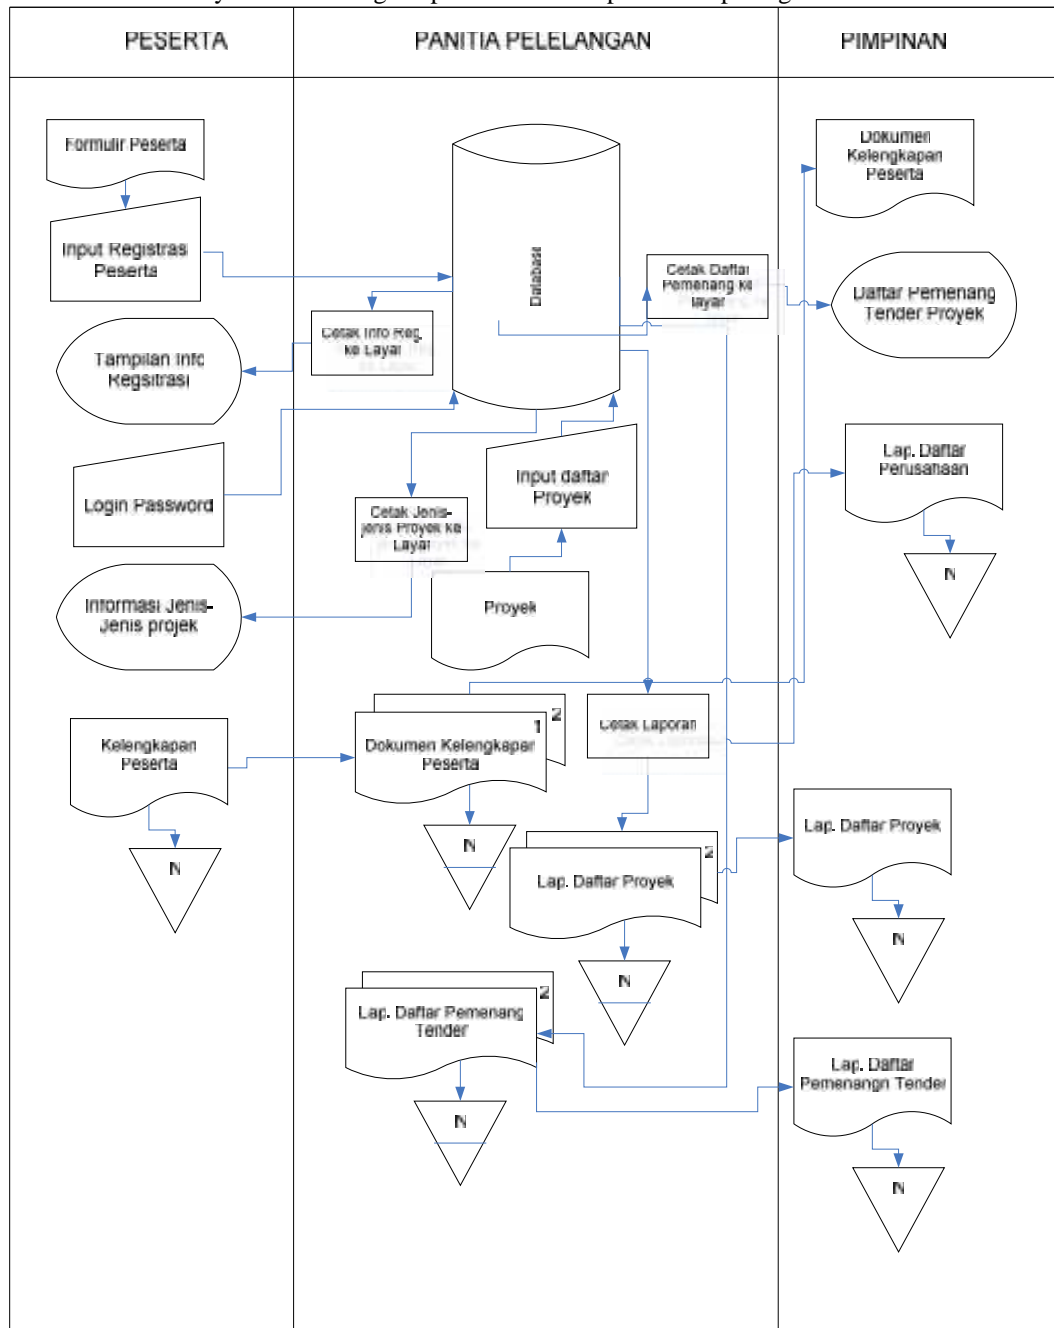 PESERTA
PANITIA PELELANGAN
PIMPINAN
Formulir Peserta
Input Registras
Peserta
Tampilan Info
Regsitrasi
Login Password
Informasi Jenis-
Jenis projek
Kelengkapan
Peserta
N
Database
Cetak Info Reg.
ke Layar
Cetak Daftar
Pemenang ke
layar
Input daftar
Proyek
Cetak Jenis-
jenis Proyek ke
Layar
Proyek
2
1
Dokumen Kelengkapan
Peserta
N
Cetak Laporan
2
Lap. Daftar Proyek
N
2
Lap. Daftar Pemenang
Tender
N
Dokumen
Kelengkapan
Peserta
Daftar Pemenang
Tender Proyek
Lap. Daftar
Perusahaan
N
Lap. Daftar Proyek
N
Lap. Daftar
Pemenangn Tender
N